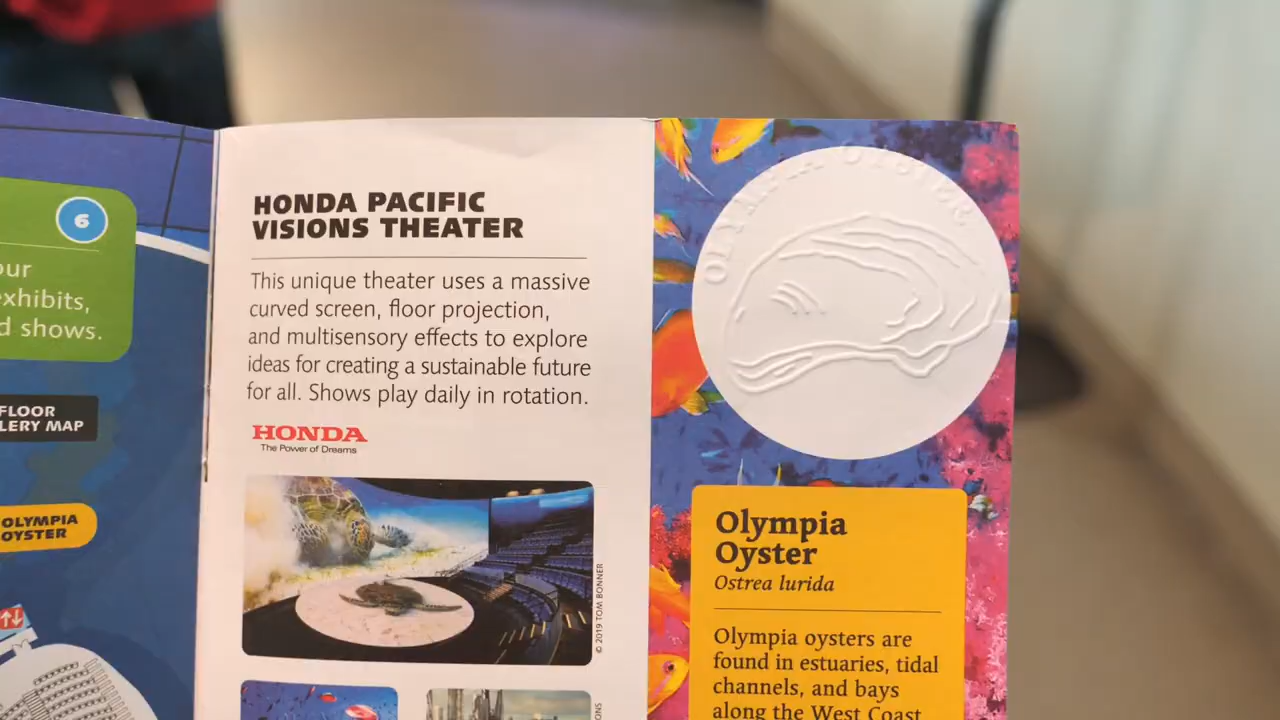 6
our
exhibits,
d shows.
FLOOR
LERY MAP
OLYMPIA
OYSTER
HONDA PACIFIC
VISIONS THEATER
This unique theater uses a massive
curved screen, floor projection,
and multisensory effects to explore
ideas for creating a sustainable future
for all. Shows play daily in rotation.
HONDA
The Power of Dreams
© 2019 TOM BONNER
OLYMPIA OYSTER
Olympia
Oyster
Ostrea lurida
Olympia oysters are
found in estuaries, tidal
channels, and bays
along the West Coast